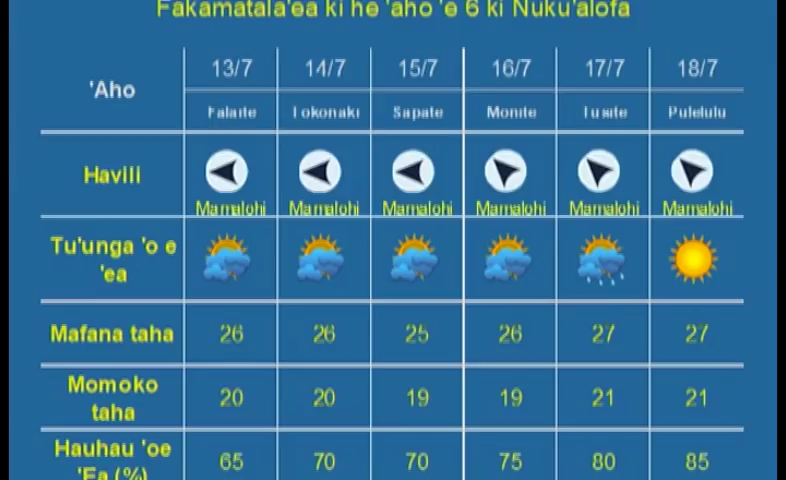 Fakamatala'ea ki he 'aho 'e 6 ki Nuku'alofa
'Aho 13/7 14/7 15/7 16/7 17/7 18/7
Falaite Tokonaki Sapate Monite Tusite Pulelulu
Havili Mamalohi Mamalohi Mamalohi Mamalohi Mamalohi Mamalohi
Tu'unga 'o e
'ea
Mafana taha 26 26 25 26 27 27
Momoko
taha 20 20 19 19 21 21
Hauhau 'oe
'Ea (%) 65 70 70 75 80 85